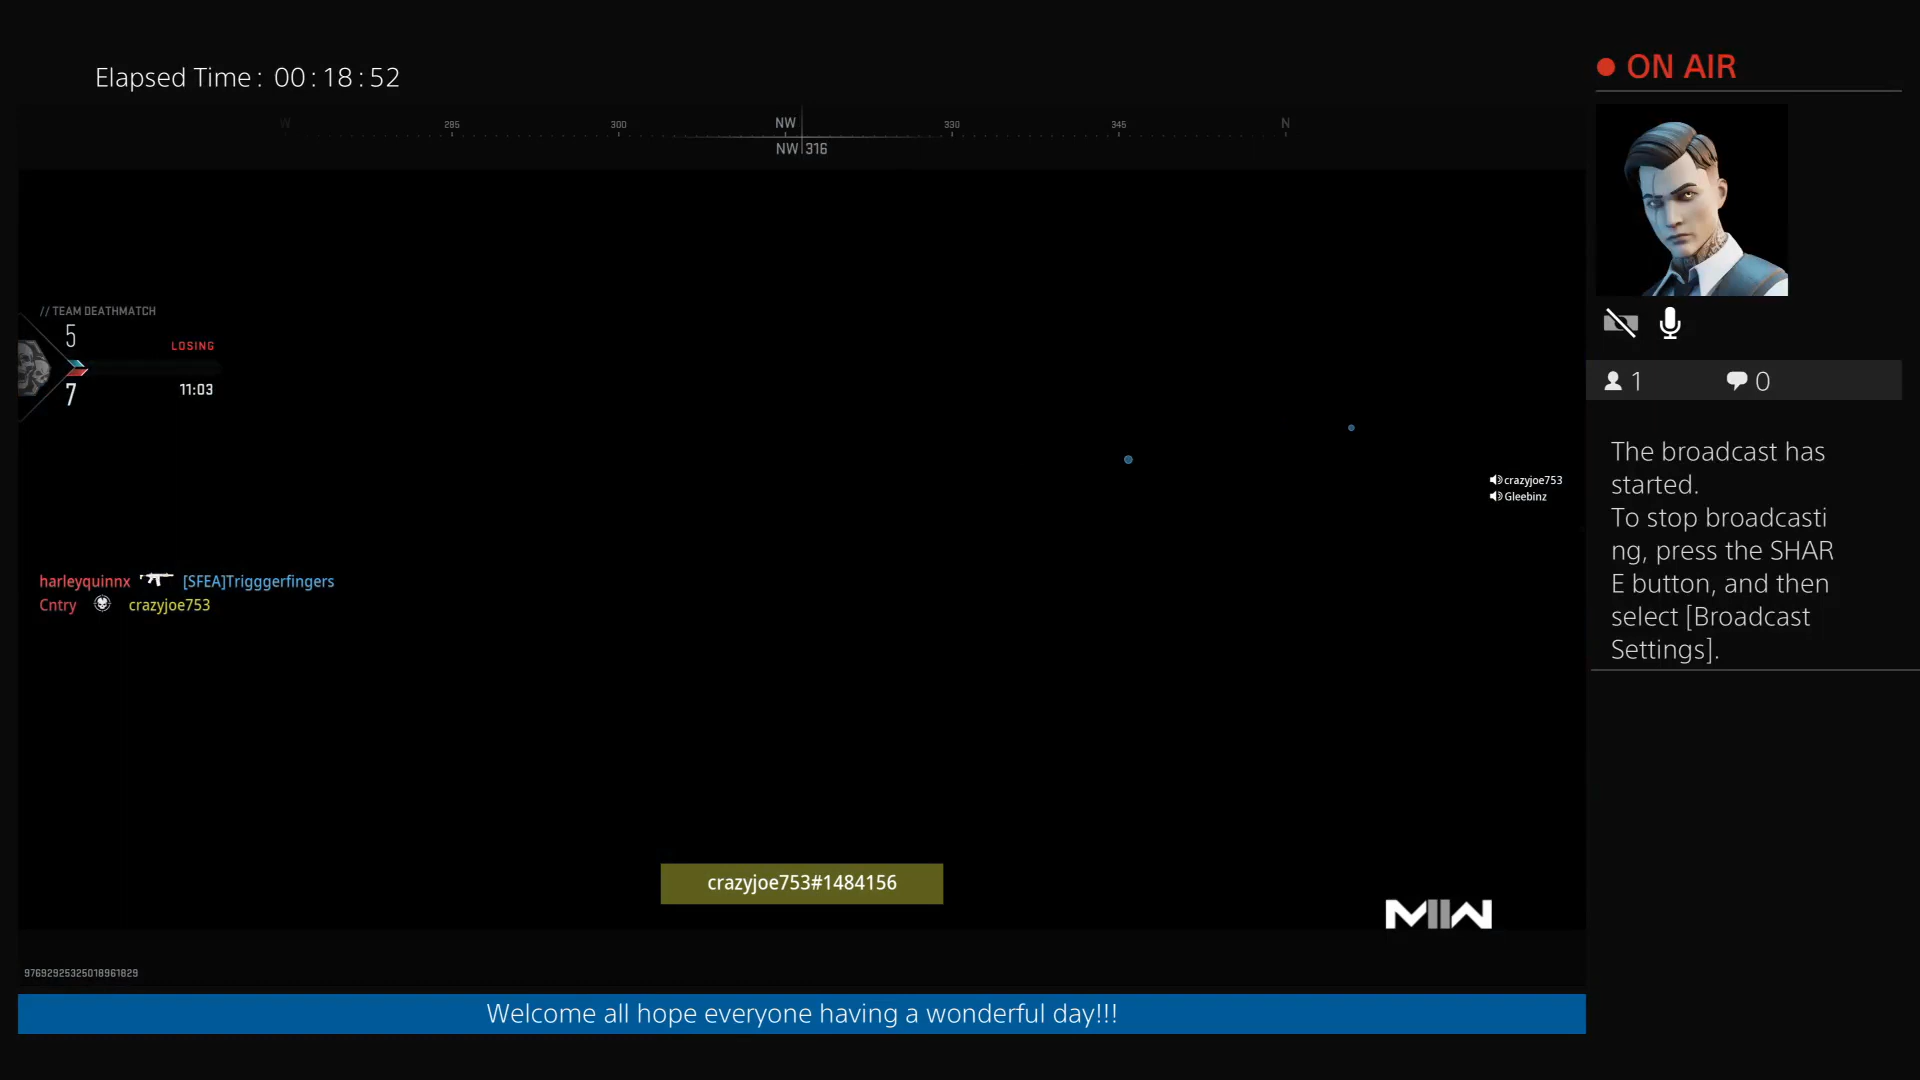 Elapsed Time: 00:18:52
ON AIR
W 285 300 NW 330 345 N
NW 316
// TEAM DEATHMATCH
5
LOSING
7
11:03
1
0
The broadcast has
started.
To stop broadcasti
ng, press the SHAR
E button, and then
select [Broadcast
Settings].
crazyjoe753
Gleebinz
harleyquinnx [SFEA]Trigggerfingers
Cntry crazyjoe753
crazyjoe753#1484156
MIIW
97692925325018961829
Welcome all hope everyone having a wonderful day!!!